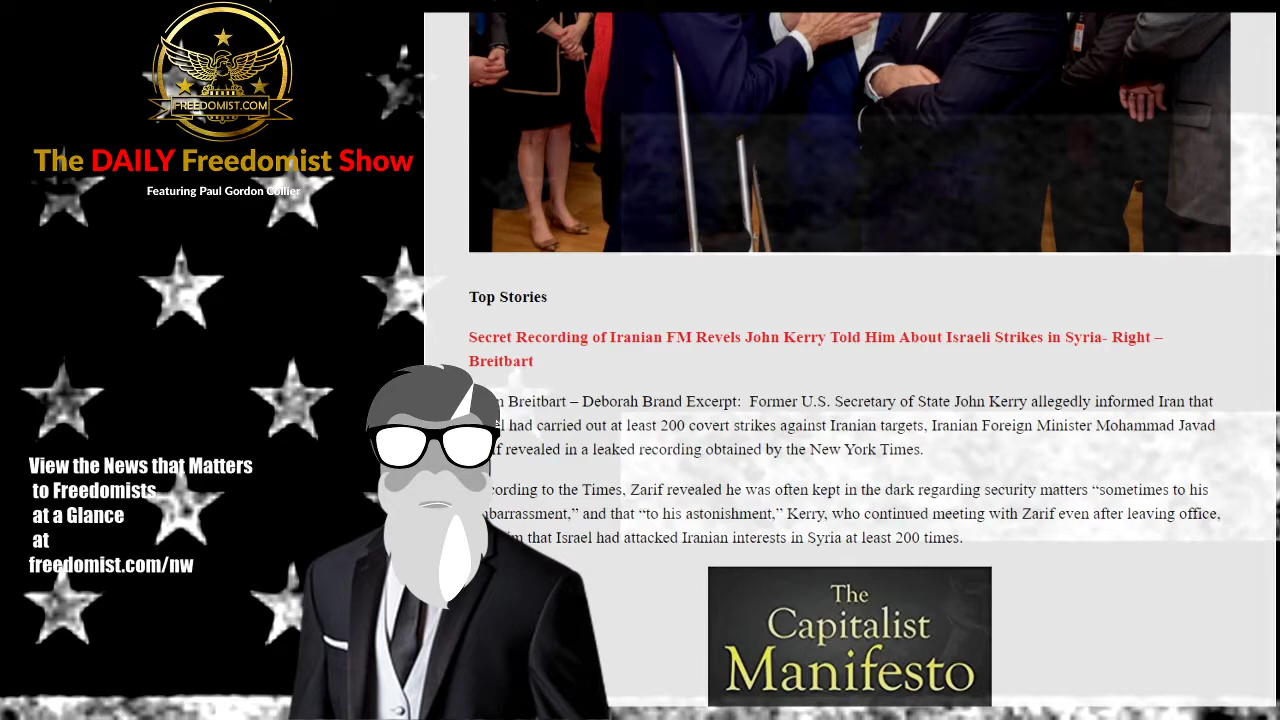 FREEDOMIST.COM
The DAILY Freedomist Show
Featuring Paul Gordon Collier
View the News that Matters
to Freedomists
at a Glance
at
freedomist.com/nw
Top Stories
Secret Recording of Iranian FM Revels John Kerry Told Him About Israeli Strikes in Syria- Right –
Breitbart
Breitbart – Deborah Brand Excerpt: Former U.S. Secretary of State John Kerry allegedly informed Iran that
had carried out at least 200 covert strikes against Iranian targets, Iranian Foreign Minister Mohammad Javad
revealed in a leaked recording obtained by the New York Times.
to the Times, Zarif revealed he was often kept in the dark regarding security matters “sometimes to his
and that “to his astonishment,” Kerry, who continued meeting with Zarif even after leaving office,
that Israel had attacked Iranian interests in Syria at least 200 times.
The
Capitalist
Manifesto